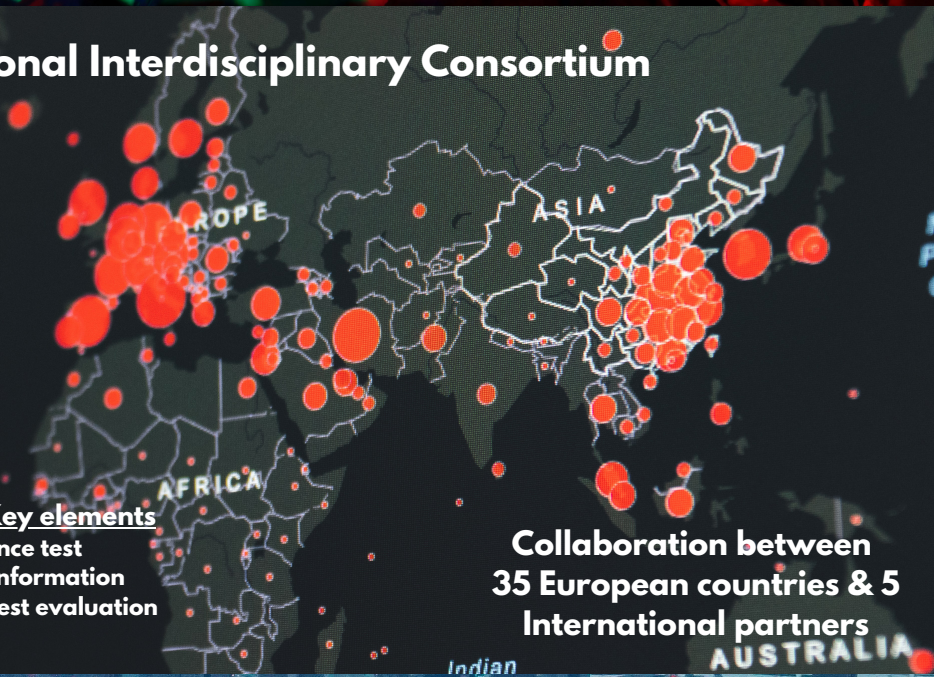 onal Interdisciplinary Consortium
ROPE
ASIA
AFRICA
Key elements
nce test
nformation
est evaluation
Collaboration between
35 European countries & 5
International partners
AUSTRALIA
Indian